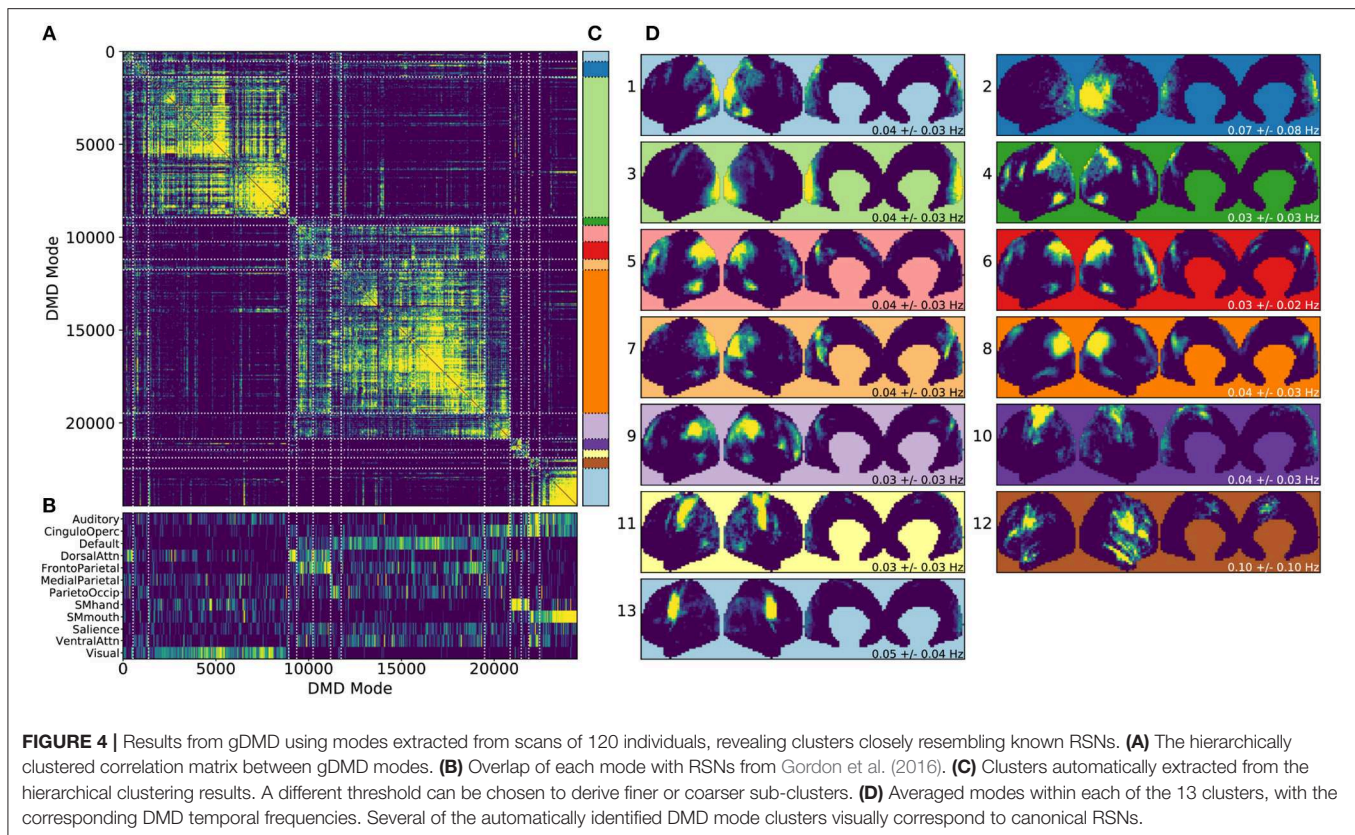 A
C
D
0
5000
10000
15000
20000
DMD Mode
B
Auditory
CinguloOperc
Default
DorsalAttn
FrontoParietal
MedialParietal
ParietoOccip
SMhand
SMmouth
Salience
VentralAttn
Visual
0 5000 10000 15000 20000
DMD Mode
1
0.04 +/- 0.03 Hz
2
0.07 +/- 0.08 Hz
3
0.04 +/- 0.03 Hz
4
0.03 +/- 0.03 Hz
5
0.04 +/- 0.03 Hz
6
0.03 +/- 0.02 Hz
7
0.04 +/- 0.03 Hz
8
0.04 +/- 0.03 Hz
9
0.03 +/- 0.03 Hz
10
0.04 +/- 0.03 Hz
11
0.03 +/- 0.03 Hz
12
0.10 +/- 0.10 Hz
13
0.05 +/- 0.04 Hz
FIGURE 4 | Results from gDMD using modes extracted from scans of 120 individuals, revealing clusters closely resembling known RSNs. (A) The hierarchically
clustered correlation matrix between gDMD modes. (B) Overlap of each mode with RSNs from Gordon et al. (2016). (C) Clusters automatically extracted from the
hierarchical clustering results. A different threshold can be chosen to derive finer or coarser sub-clusters. (D) Averaged modes within each of the 13 clusters, with the
corresponding DMD temporal frequencies. Several of the automatically identified DMD mode clusters visually correspond to canonical RSNs.